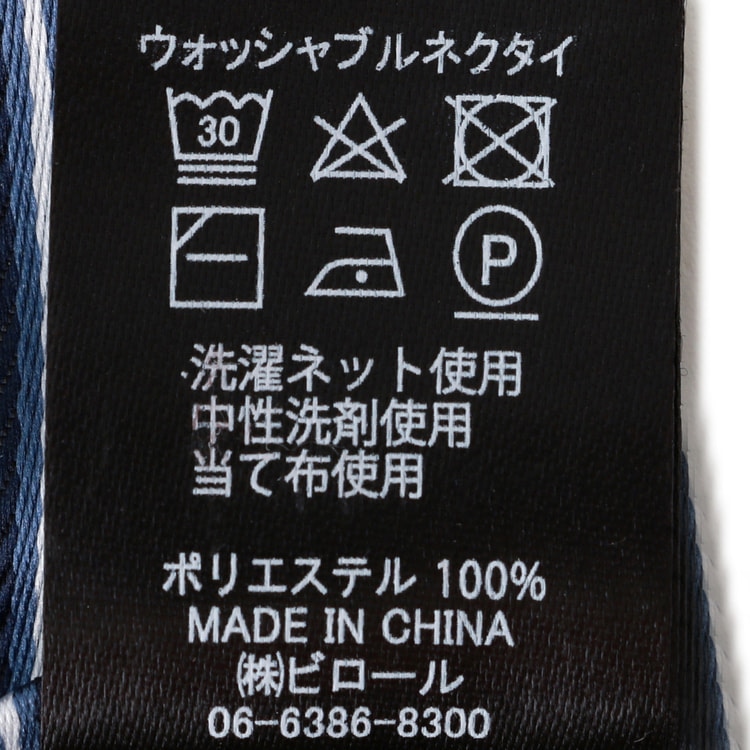 ウォッシャブルネクタイ
30
P
洗濯ネット使用
中性洗剤使用
当て布使用
ポリエステル 100%
MADE IN CHINA
㈱ビロール
06-6386-8300